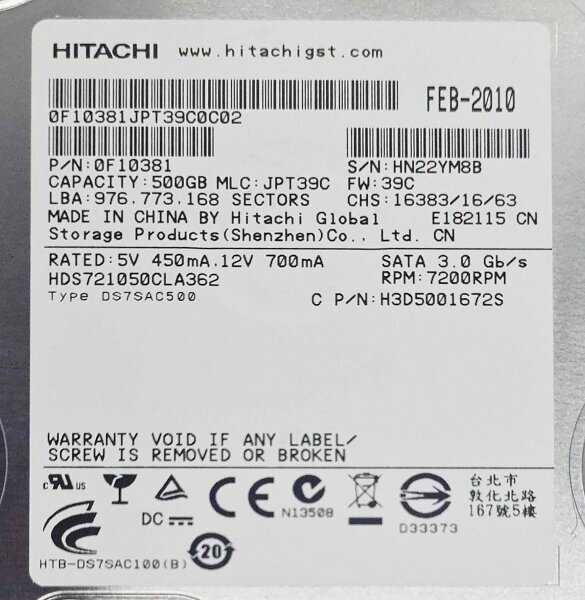 HITACHI www.hitachigst.com
FEB-2010
0F10381JPT39C0C02
P/N:0F10381 S/N:HN22YM8B
CAPACITY:500GB MLC:JPT39C FW:39C
LBA:976.773.168 SECTORS CHS:16383/16/63
MADE IN CHINA BY Hitachi Global E182115 CN
Storage Products(Shenzhen)Co., Ltd. CN
RATED:5V 450mA.12V 700mA SATA 3.0 Gb/s
HDS721050CLA362 RPM:7200RPM
Type DS7SAC500 C P/N:H3D5001672S
WARRANTY VOID IF ANY LABEL/
SCREW IS REMOVED OR BROKEN
c RU US
DC
CE
N13508
D33373
台北市
敦化北路
167號5樓
20
HTB-DS7SAC100(B)